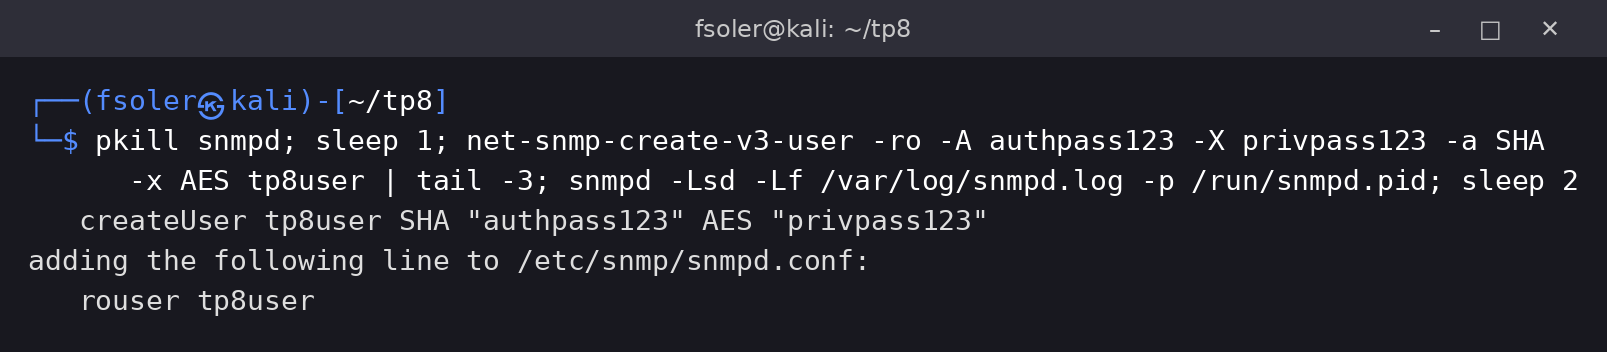 fsoler@kali: ~/tp8
┌──(fsoler㉿kali)-[~/tp8]
└─$ pkill snmpd; sleep 1; net-snmp-create-v3-user -ro -A authpass123 -X privpass123 -a SHA
      -x AES tp8user | tail -3; snmpd -Lsd -Lf /var/log/snmpd.log -p /run/snmpd.pid; sleep 2
   createUser tp8user SHA "authpass123" AES "privpass123"
adding the following line to /etc/snmp/snmpd.conf:
   rouser tp8user